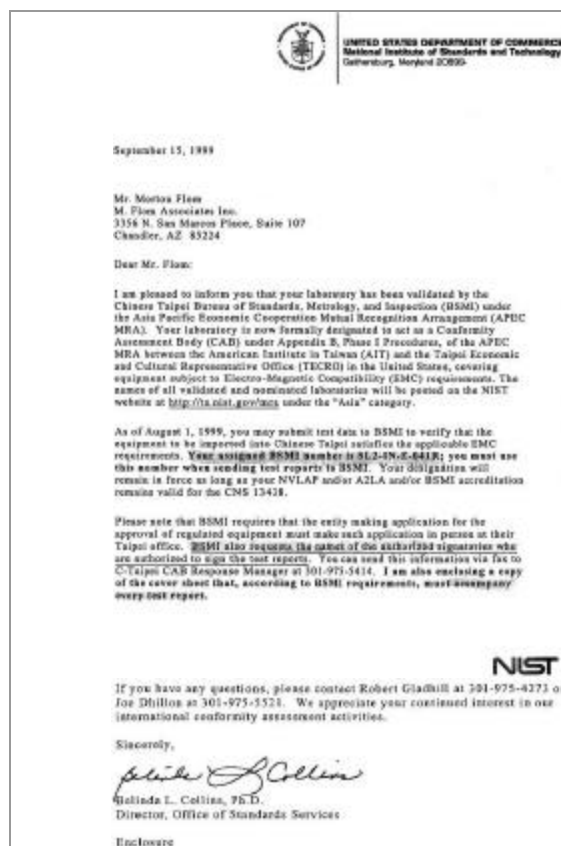 UNITED STATES DEPARTMENT OF COMMERCE
National Institute of Standards and Technology
Gaithersburg, Maryland 20899-
September 15, 1999
Mr. Morton Flom
M. Flom Associates Inc.
3356 N. San Marcos Place, Suite 107
Chandler, AZ 85224
Dear Mr. Flom:
I am pleased to inform you that your laboratory has been validated by the
Chinese Taipei Bureau of Standards, Metrology, and Inspection (BSMI) under
the Asia Pacific Economic Cooperation Mutual Recognition Arrangement (APEC
MRA). Your laboratory is now formally designated to act as a Conformity
Assessment Body (CAB) under Appendix B, Phase I Procedures, of the APEC
MRA between the American Institute in Taiwan (AIT) and the Taipei Economic
and Cultural Representative Office (TECRO) in the United States, covering
equipment subject to Electro-Magnetic Compatibility (EMC) requirements. The
names of all validated and nominated laboratories will be posted on the NIST
website at http://ts.nist.gov/mra under the "Asia" category.
As of August 1, 1999, you may submit test data to BSMI to verify that the
equipment to be imported into Chinese Taipei satisfies the applicable EMC
requirements. Your assigned BSMI number is SL2-IN-E-041R; you must use
this number when sending test reports to BSMI. Your designation will
remain in force as long as your NVLAP and/or A2LA and/or BSMI accreditation
remains valid for the CNS 13438.
Please note that BSMI requires that the entity making application for the
approval of regulated equipment must make such application in person at their
Taipei office. BSMI also requests the names of the authorized signatories who
are authorized to sign the test reports. You can send this information via fax to
C-Taipei CAB Response Manager at 301-975-5414. I am also enclosing a copy
of the cover sheet that, according to BSMI requirements, must accompany
every test report.
NIST
If you have any questions, please contact Robert Gladhill at 301-975-4273 or
Joe Dhillon at 301-975-5521. We appreciate your continued interest in our
international conformity assessment activities.
Sincerely,
Belinda L Collins
Belinda L. Collins, Ph.D.
Director, Office of Standards Services
Enclosure